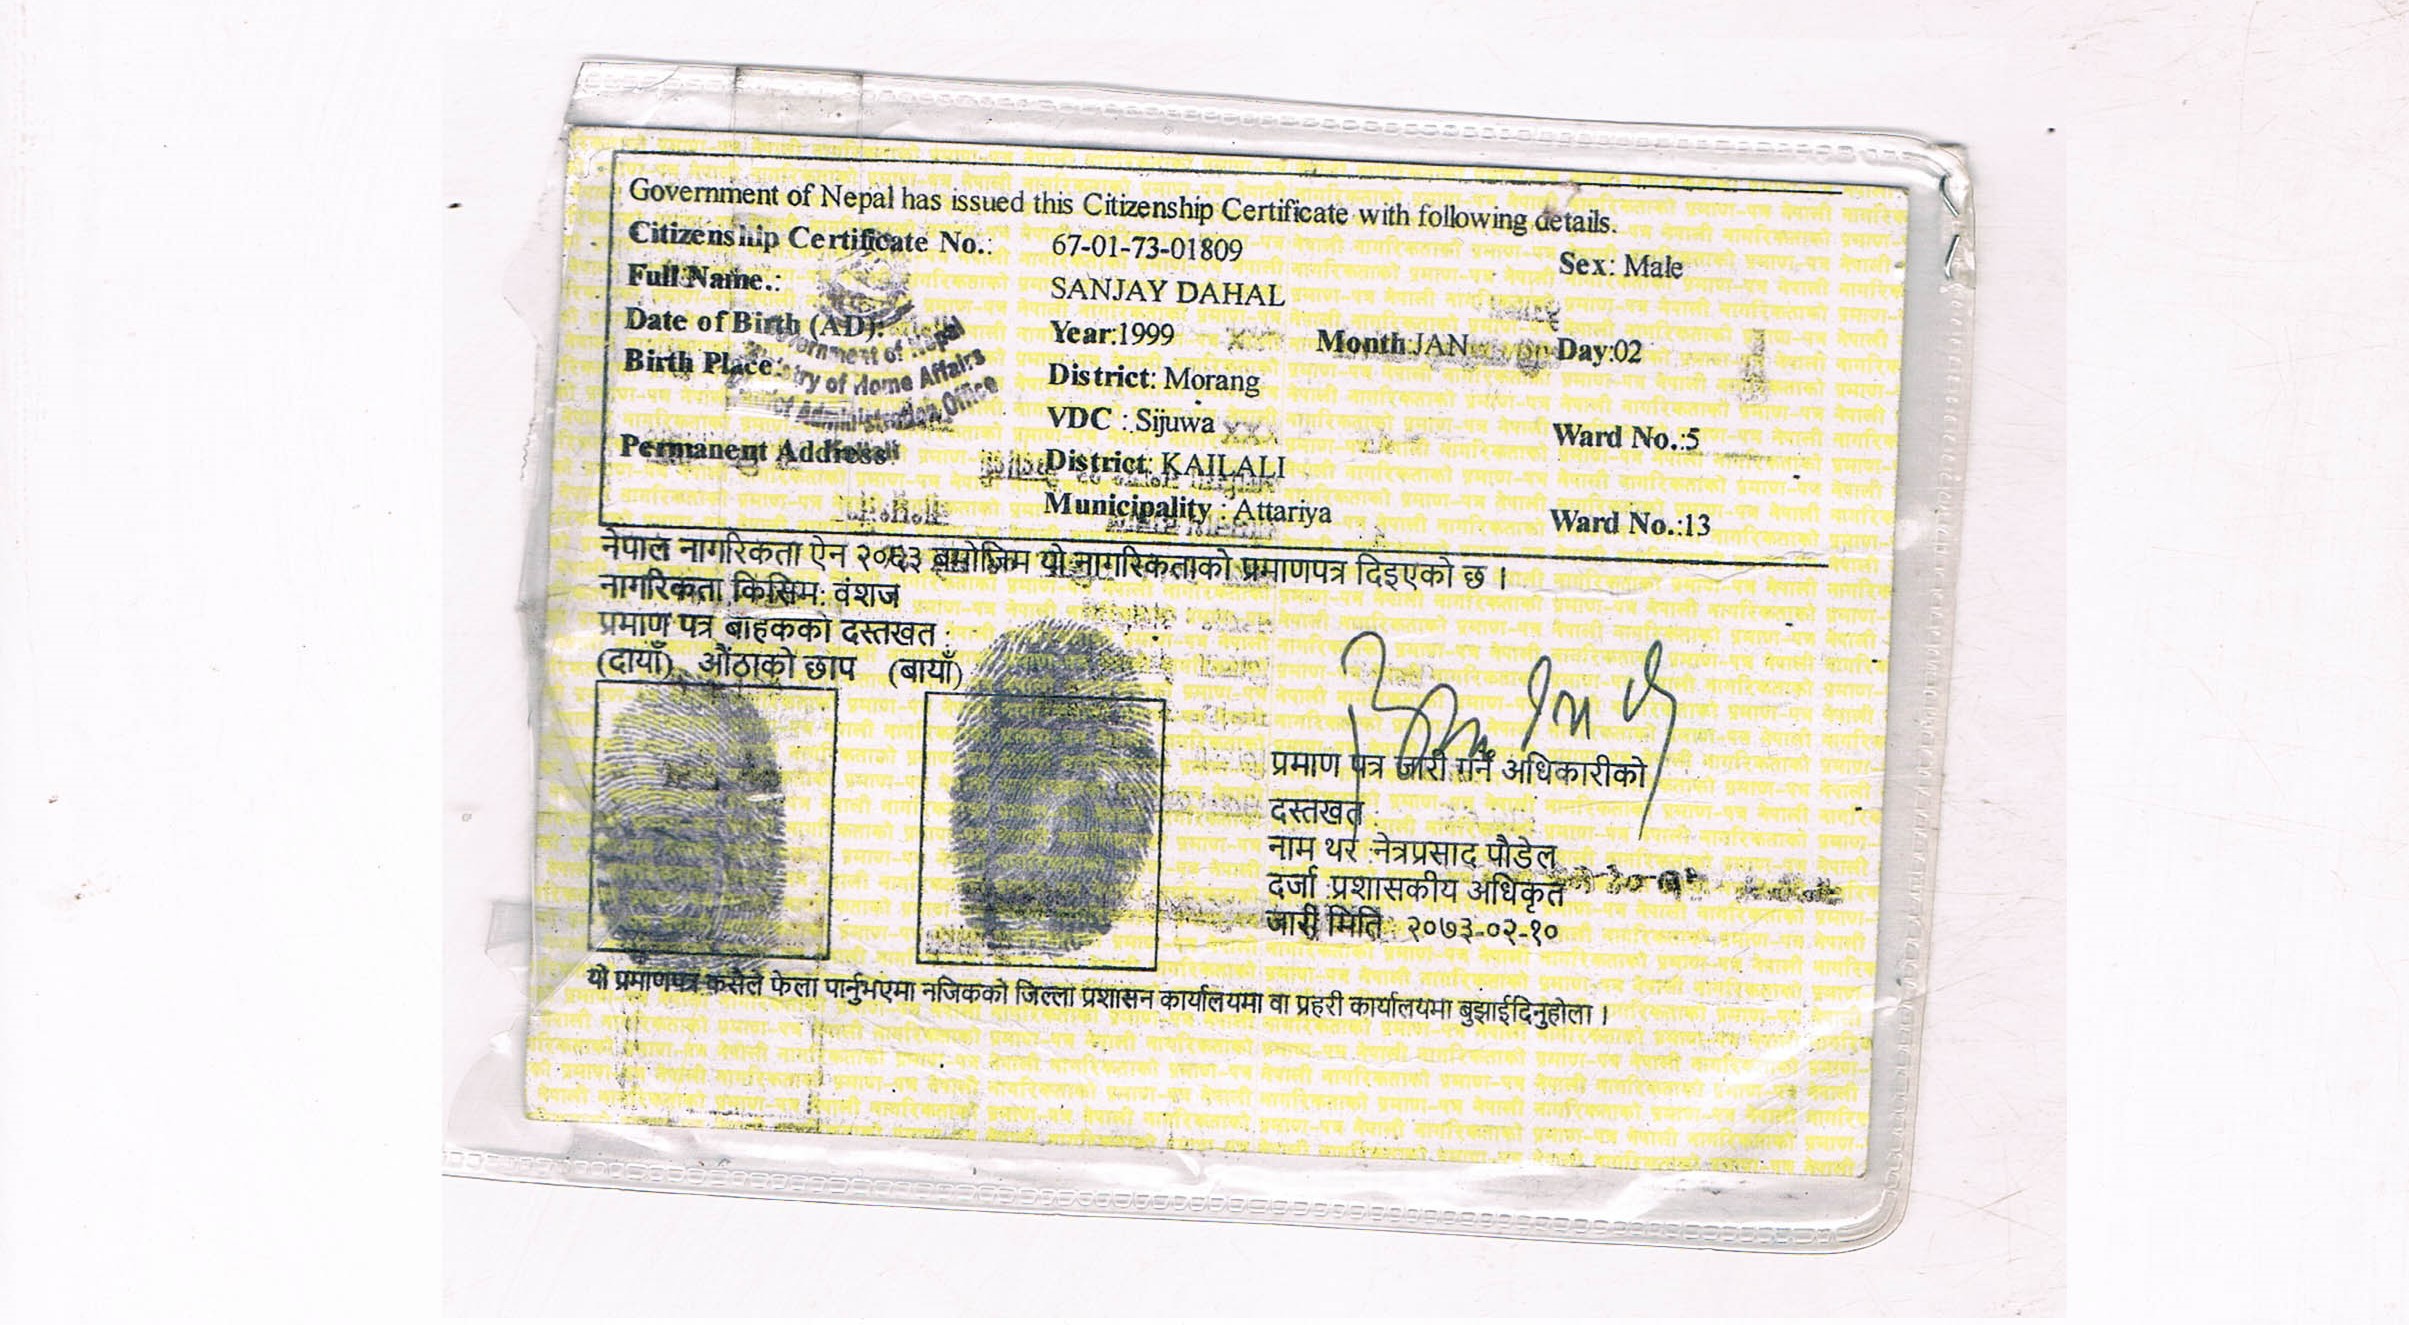 Government of Nepal has issued this Citizenship Certificate with following details.
Citizenship Certificate No.: 67-01-73-01809 Sex: Male
Full Name.: SANJAY DAHAL
Date of Birth (AD): Year:1999 Month:JAN Day:02
Birth Place: District: Morang
VDC : Sijuwa Ward No.:5
Permanent Address District: KAILALI
Municipality : Attariya Ward No.:13
Government of Nepal
Ministry of Home Affairs
District Administration Office
नेपाल नागरिकता ऐन २०६३ बमोजिम यो नागरिकताको प्रमाणपत्र दिइएको छ ।
नागरिकता किसिम: वंशज
प्रमाण पत्र बाहकको दस्तखत :
(दायाँ) औंठाको छाप (बायाँ)
प्रमाण पत्र जारी गर्ने अधिकारीको
दस्तखत :
नाम थर :नेत्रप्रसाद पौडेल
दर्जा :प्रशासकीय अधिकृत
जारी मिति: २०७३-०२-१०
यो प्रमाणपत्र कसैले फेला पार्नुभएमा नजिकको जिल्ला प्रशासन कार्यालयमा वा प्रहरी कार्यालयमा बुझाईदिनुहोला ।